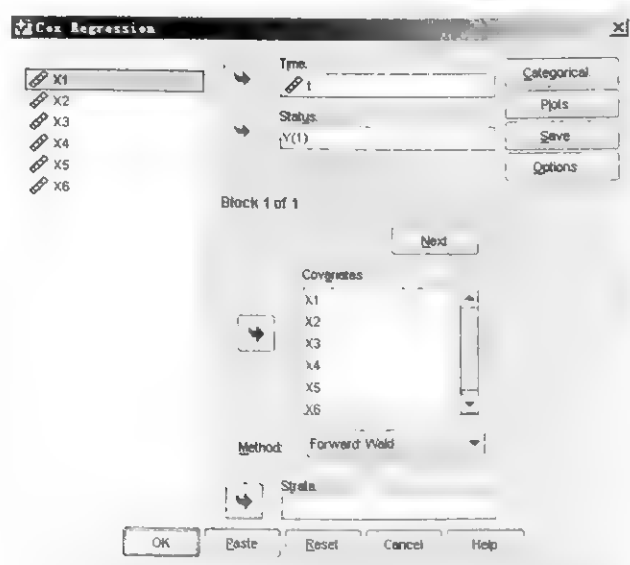 Cox Regression
X1
X2
X3
X4
X5
X6
Time:
t
Status:
Y(1)
Categorical
Plots
Save
Options
Block 1 of 1
Next
Covariates
X1
X2
X3
X4
X5
X6
Method:
Forward: Wald
Strata:
OK
Paste
Reset
Cancel
Help